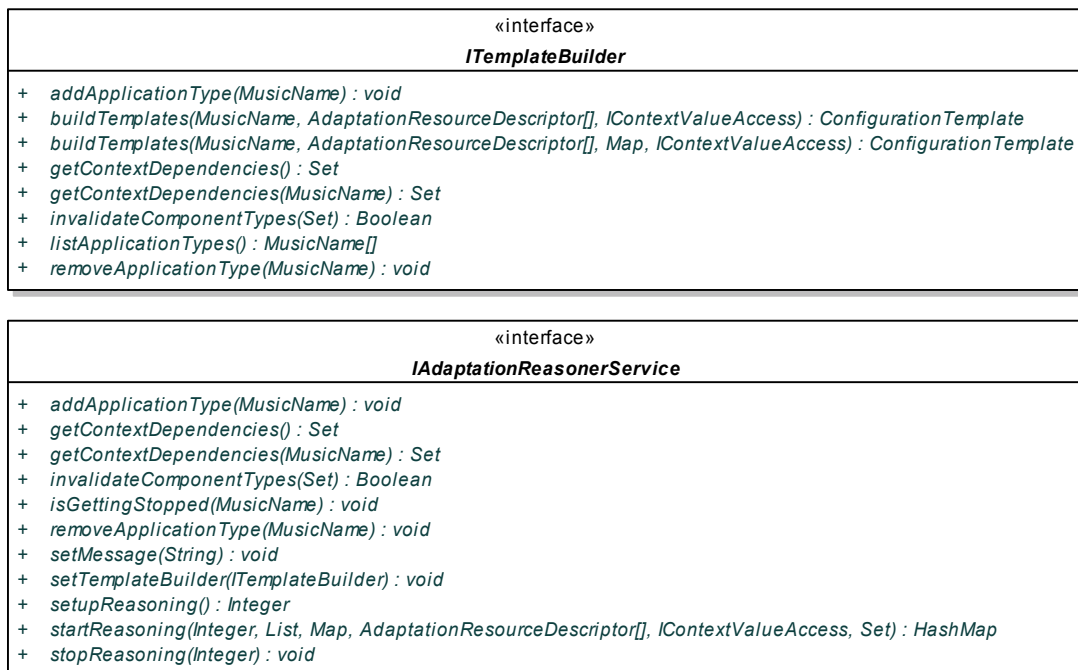 «interface»
ITemplateBuilder
+ addApplicationType(MusicName) : void
+ buildTemplates(MusicName, AdaptationResourceDescriptor[], IContextValueAccess) : ConfigurationTemplate
+ buildTemplates(MusicName, AdaptationResourceDescriptor[], Map, IContextValueAccess) : ConfigurationTemplate
+ getContextDependencies() : Set
+ getContextDependencies(MusicName) : Set
+ invalidateComponentTypes(Set) : Boolean
+ listApplicationTypes() : MusicName[]
+ removeApplicationType(MusicName) : void
«interface»
IAdaptationReasonerService
+ addApplicationType(MusicName) : void
+ getContextDependencies() : Set
+ getContextDependencies(MusicName) : Set
+ invalidateComponentTypes(Set) : Boolean
+ isGettingStopped(MusicName) : void
+ removeApplicationType(MusicName) : void
+ setMessage(String) : void
+ setTemplateBuilder(ITemplateBuilder) : void
+ setupReasoning() : Integer
+ startReasoning(Integer, List, Map, AdaptationResourceDescriptor[], IContextValueAccess, Set) : HashMap
+ stopReasoning(Integer) : void